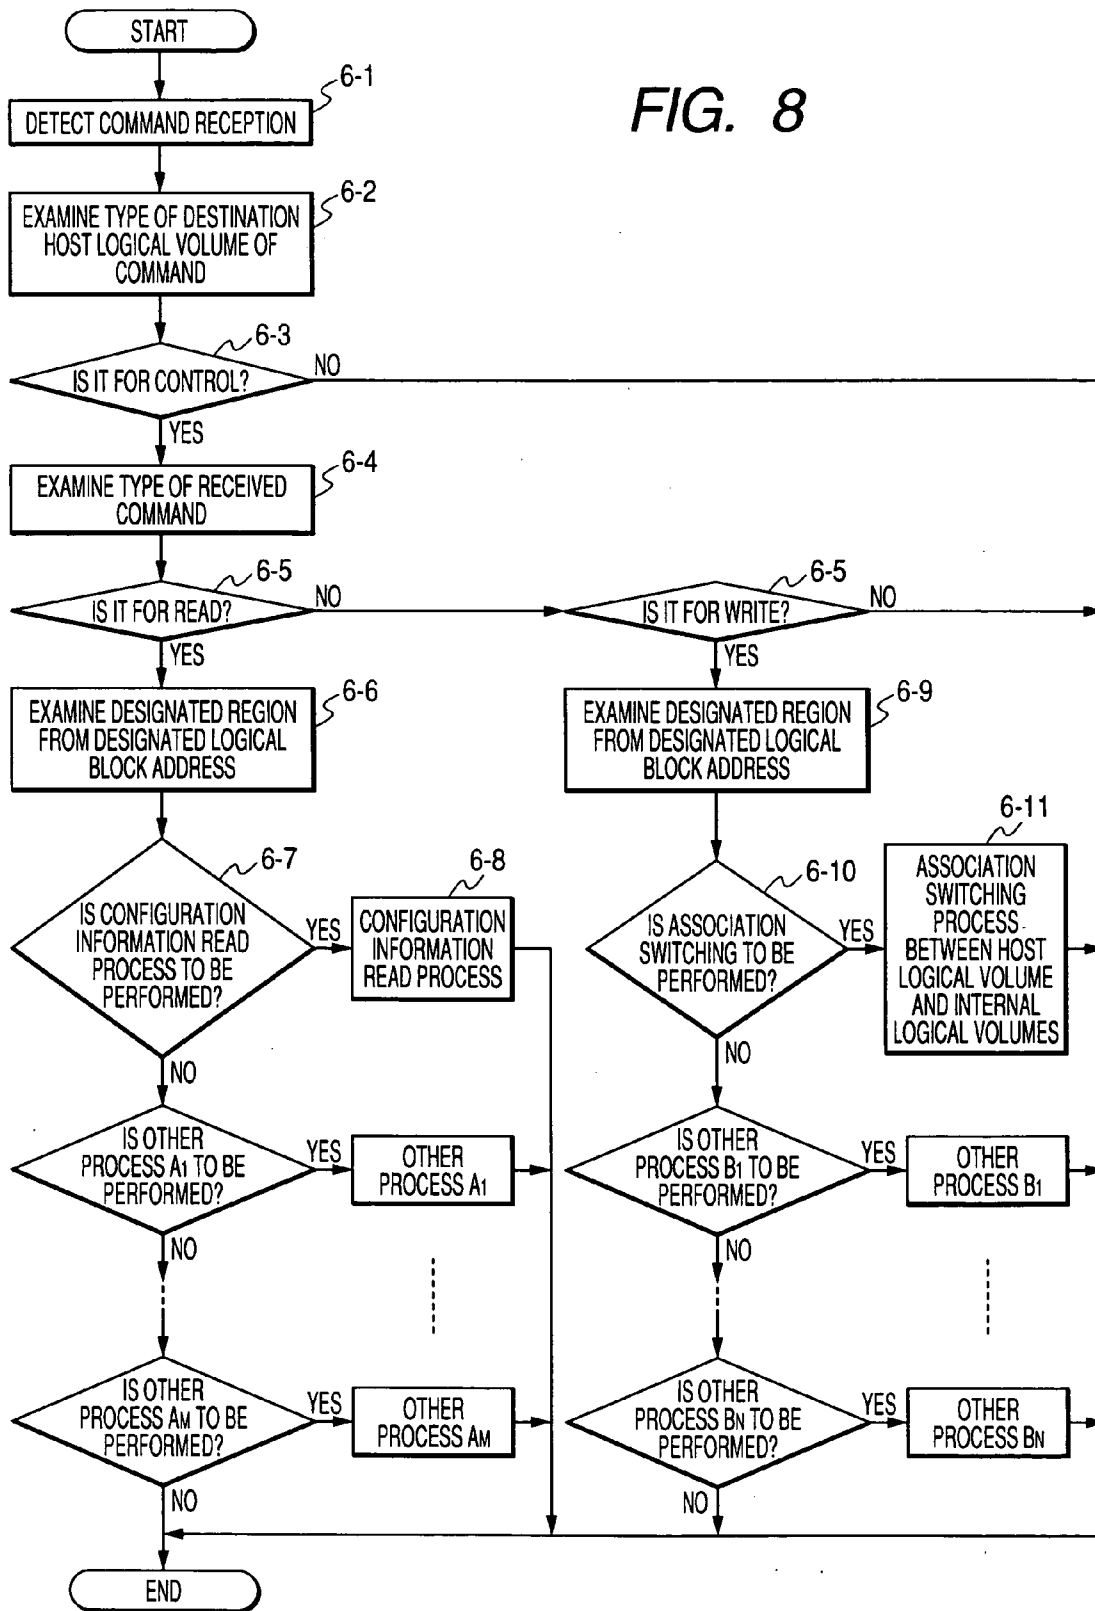 START
FIG. 8
6-1
DETECT COMMAND RECEPTION
6-2
EXAMINE TYPE OF DESTINATION
HOST LOGICAL VOLUME OF
COMMAND
6-3
IS IT FOR CONTROL?
NO
YES
6-4
EXAMINE TYPE OF RECEIVED
COMMAND
6-5
IS IT FOR READ?
NO
YES
6-5
IS IT FOR WRITE?
NO
YES
6-6
EXAMINE DESIGNATED REGION
FROM DESIGNATED LOGICAL
BLOCK ADDRESS
6-9
EXAMINE DESIGNATED REGION
FROM DESIGNATED LOGICAL
BLOCK ADDRESS
6-7
IS CONFIGURATION
INFORMATION READ
PROCESS TO BE
PERFORMED?
YES
NO
6-8
CONFIGURATION
INFORMATION
READ PROCESS
6-10
IS ASSOCIATION
SWITCHING TO BE
PERFORMED?
YES
NO
6-11
ASSOCIATION
SWITCHING
PROCESS
BETWEEN HOST
LOGICAL VOLUME
AND INTERNAL
LOGICAL VOLUMES
IS OTHER
PROCESS A1 TO BE
PERFORMED?
YES
NO
OTHER
PROCESS A1
IS OTHER
PROCESS B1 TO BE
PERFORMED?
YES
NO
OTHER
PROCESS B1
IS OTHER
PROCESS AM TO BE
PERFORMED?
YES
NO
OTHER
PROCESS AM
IS OTHER
PROCESS BN TO BE
PERFORMED?
YES
NO
OTHER
PROCESS BN
END